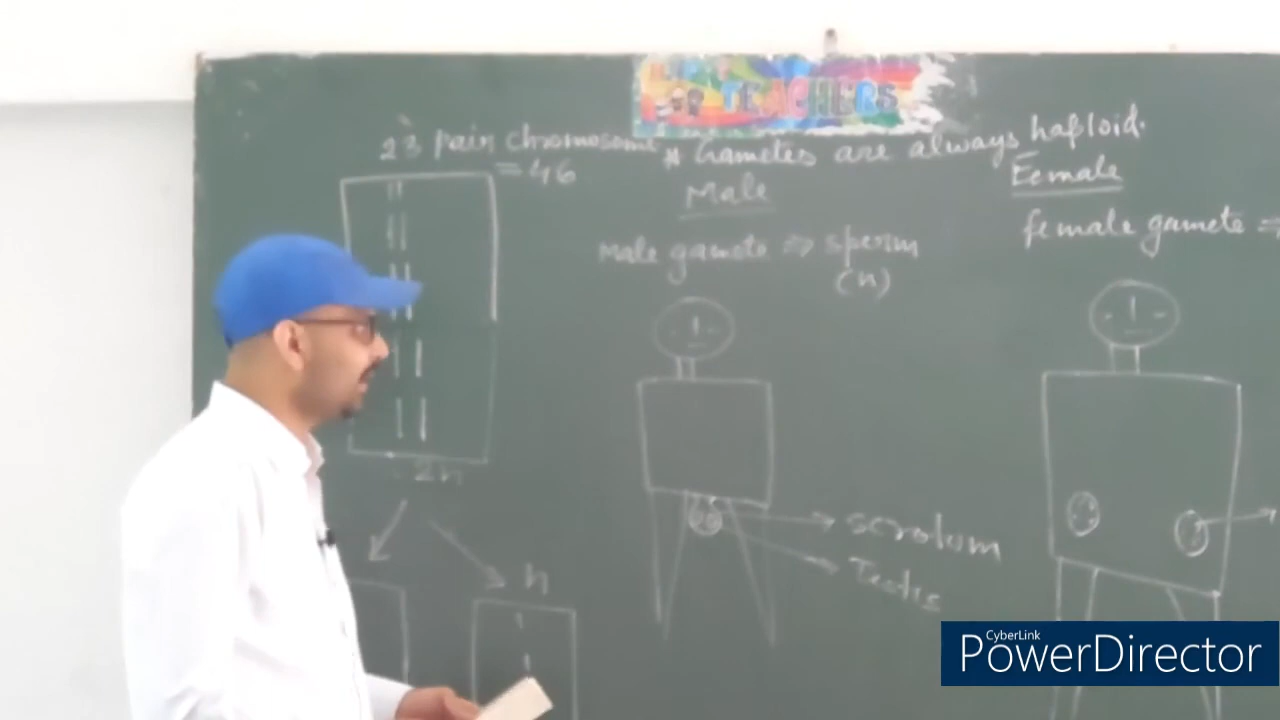 TEACHERS
23 pair chromosome
= 46
* Gametes are always haploid.
Male
Female
male gamete ⇒ sperm
(n)
female gamete ⇒
2n
n
scrotum
Testis
CyberLink
PowerDirector